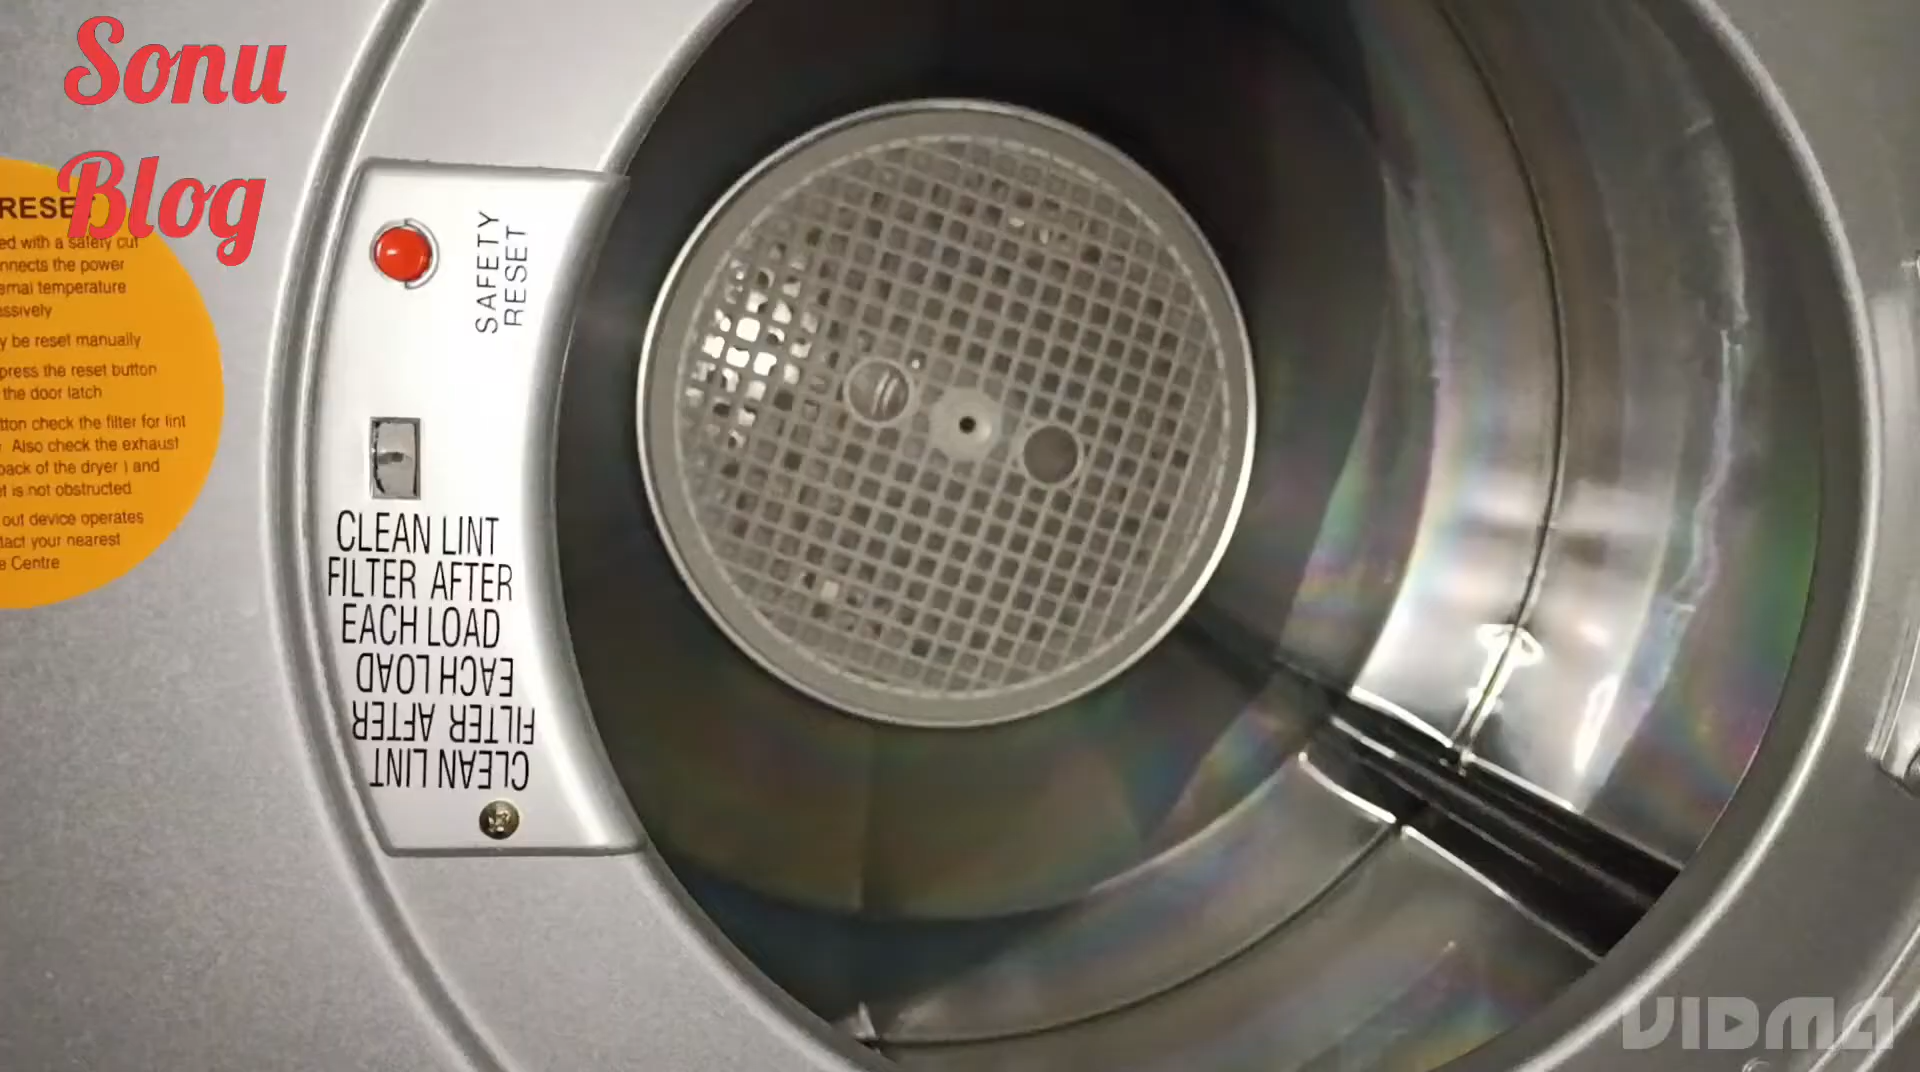 Sonu
Blog
RESE
ed with a safety cut
nnects the power
ernal temperature
ssively
y be reset manually
press the reset button
the door latch
tton check the filter for lint
Also check the exhaust
back of the dryer ) and
t is not obstructed
out device operates
tact your nearest
e Centre
SAFETY
RESET
CLEAN LINT
FILTER AFTER
EACH LOAD
CLEAN LINT
FILTER AFTER
EACH LOAD
VIDMA